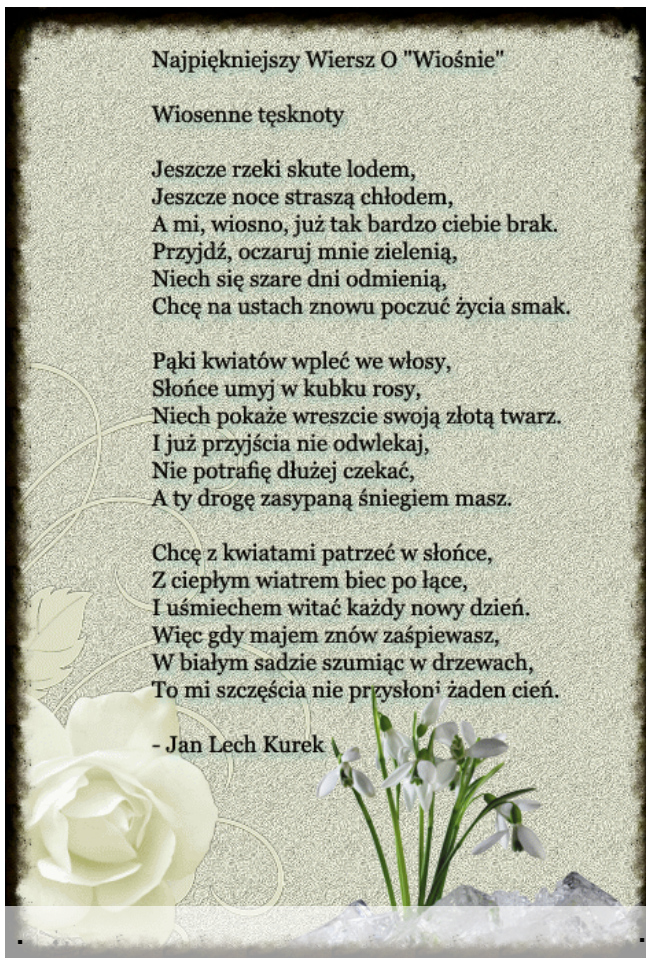 Najpiękniejszy Wiersz O "Wiośnie"
Wiosenne tęsknoty
Jeszcze rzeki skute lodem,
Jeszcze noce straszą chłodem,
A mi, wiosno, już tak bardzo ciebie brak.
Przyjdź, oczaruj mnie zielenią,
Niech się szare dni odmienią,
Chcę na ustach znowu poczuć życia smak.
Pąki kwiatów wpleć we włosy,
Słońce umyj w kubku rosy,
Niech pokaże wreszcie swoją złotą twarz.
I już przyjścia nie odwlekaj,
Nie potrafię dłużej czekać,
A ty drogę zasypaną śniegiem masz.
Chcę z kwiatami patrzeć w słońce,
Z ciepłym wiatrem biec po łące,
I uśmiechem witać każdy nowy dzień.
Więc gdy majem znów zaśpiewasz,
W białym sadzie szumiąc w drzewach,
To mi szczęścia nie przysłoni żaden cień.
- Jan Lech Kurek